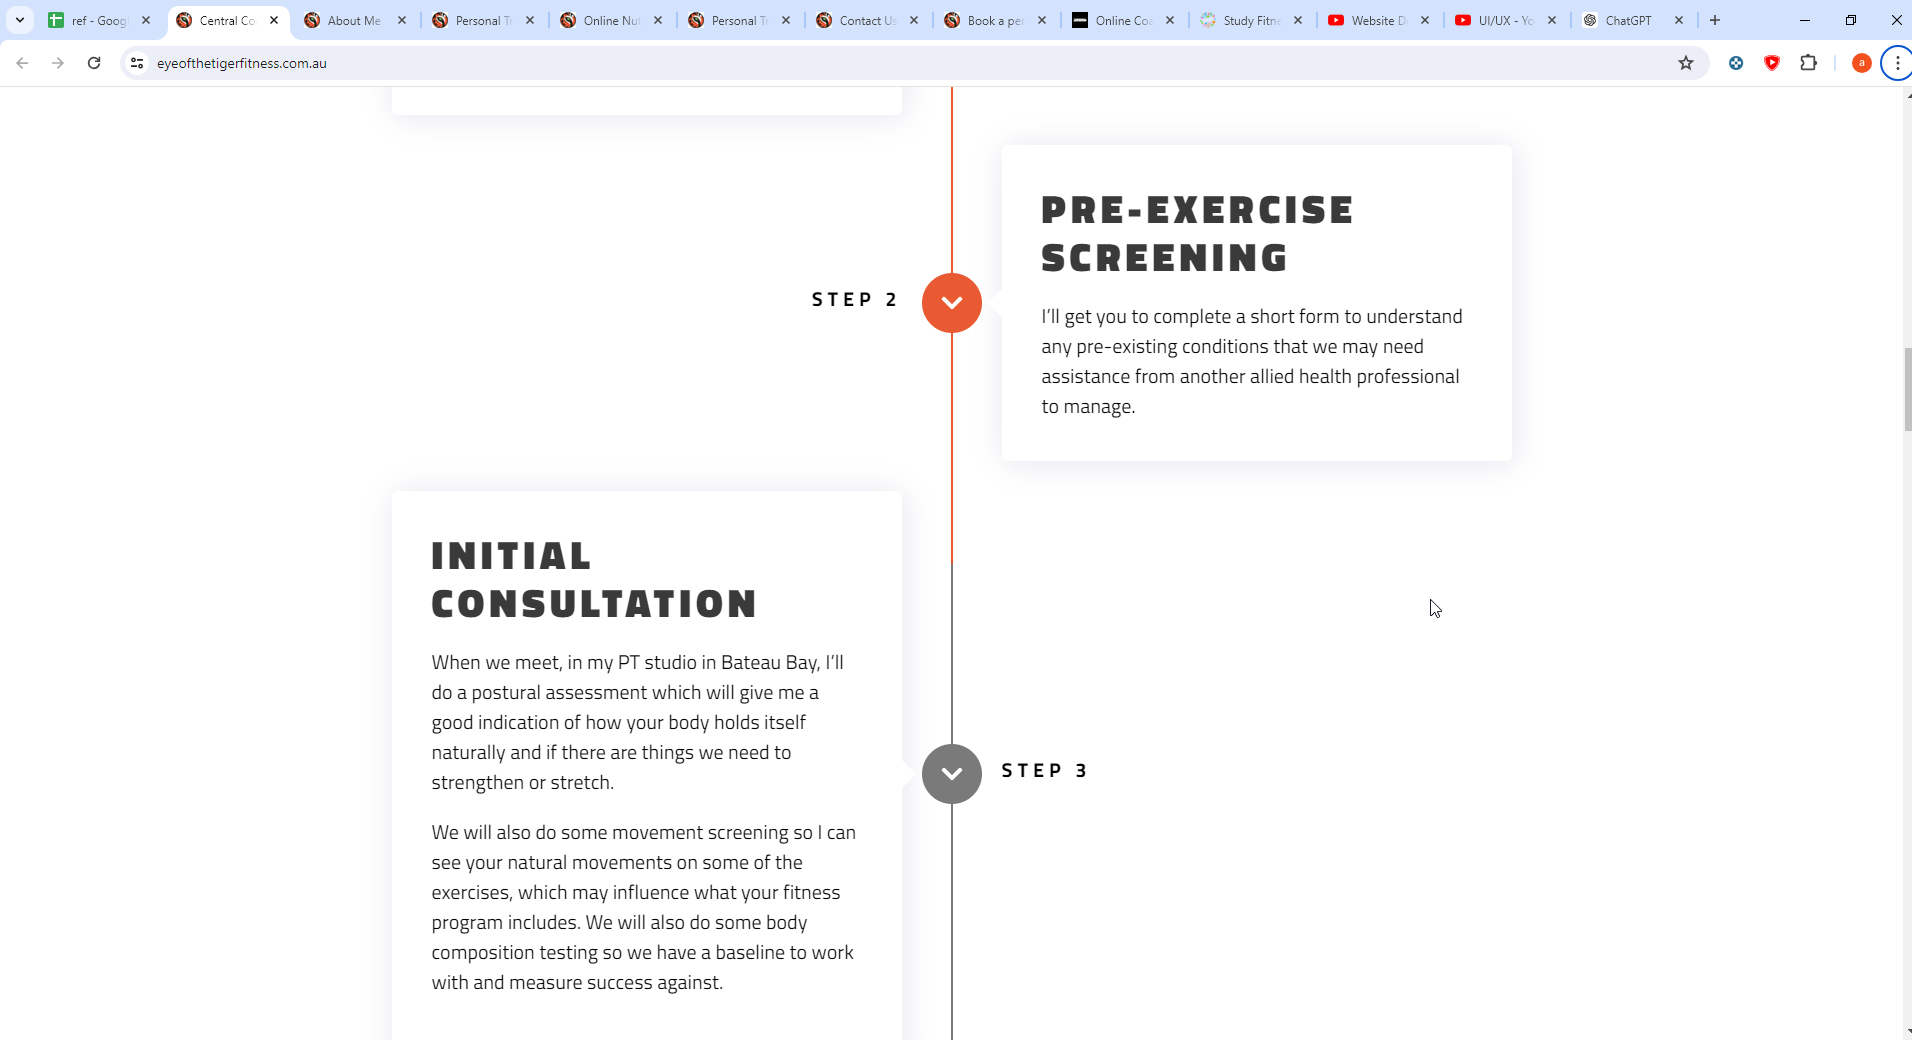 ref - Googl
Central Co
About Me
Personal Tr
Online Nut
Personal Tr
Contact Us
Book a per
Online Coa
Study Fitne
Website D
UI/UX - Yo
ChatGPT
eyeofthetigerfitness.com.au
a
PRE-EXERCISE
SCREENING
STEP 2
I'll get you to complete a short form to understand
any pre-existing conditions that we may need
assistance from another allied health professional
to manage.
INITIAL
CONSULTATION
When we meet, in my PT studio in Bateau Bay, I'll
do a postural assessment which will give me a
good indication of how your body holds itself
naturally and if there are things we need to
strengthen or stretch.
STEP 3
We will also do some movement screening so I can
see your natural movements on some of the
exercises, which may influence what your fitness
program includes. We will also do some body
composition testing so we have a baseline to work
with and measure success against.